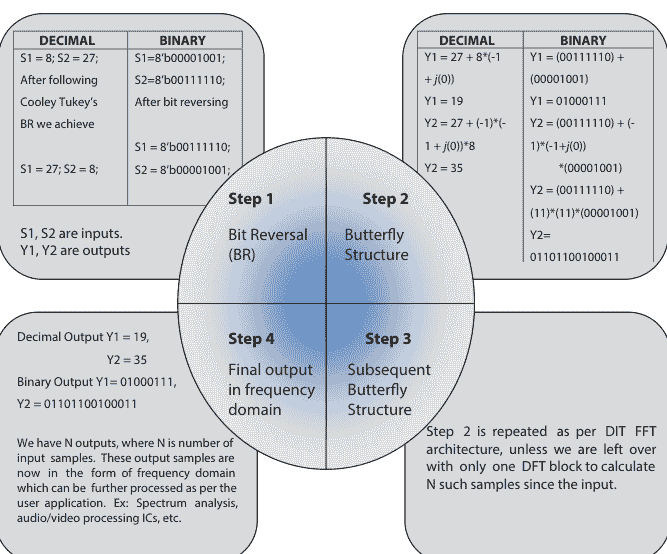 DECIMAL BINARY
S1 = 8; S2 = 27; S1=8'b00001001;
After following S2=8'b00111110;
Cooley Tukey's After bit reversing
BR we achieve
S1 = 8'b00111110;
S1 = 27; S2 = 8; S2 = 8'b00001001;
S1, S2 are inputs.
Y1, Y2 are outputs
DECIMAL BINARY
Y1 = 27 + 8*(-1 Y1 = (00111110) +
+ j(0)) (00001001)
Y1 = 19 Y1 = 01000111
Y2 = 27 + (-1)*(- Y2 = (00111110) + (-
1 + j(0))*8 1)*(-1+j(0))
Y2 = 35 *(00001001)
Y2 = (00111110) +
(11)*(11)*(00001001)
Y2=
01101100100011
Step 1
Bit Reversal
(BR)
Step 2
Butterfly
Structure
Step 4
Final output
in frequency
domain
Step 3
Subsequent
Butterfly
Structure
Decimal Output Y1 = 19,
Y2 = 35
Binary Output Y1= 01000111,
Y2 = 01101100100011
We have N outputs, where N is number of
input samples. These output samples are
now in the form of frequency domain
which can be further processed as per the
user application. Ex: Spectrum analysis,
audio/video processing ICs, etc.
Step 2 is repeated as per DIT FFT
architecture, unless we are left over
with only one DFT block to calculate
N such samples since the input.